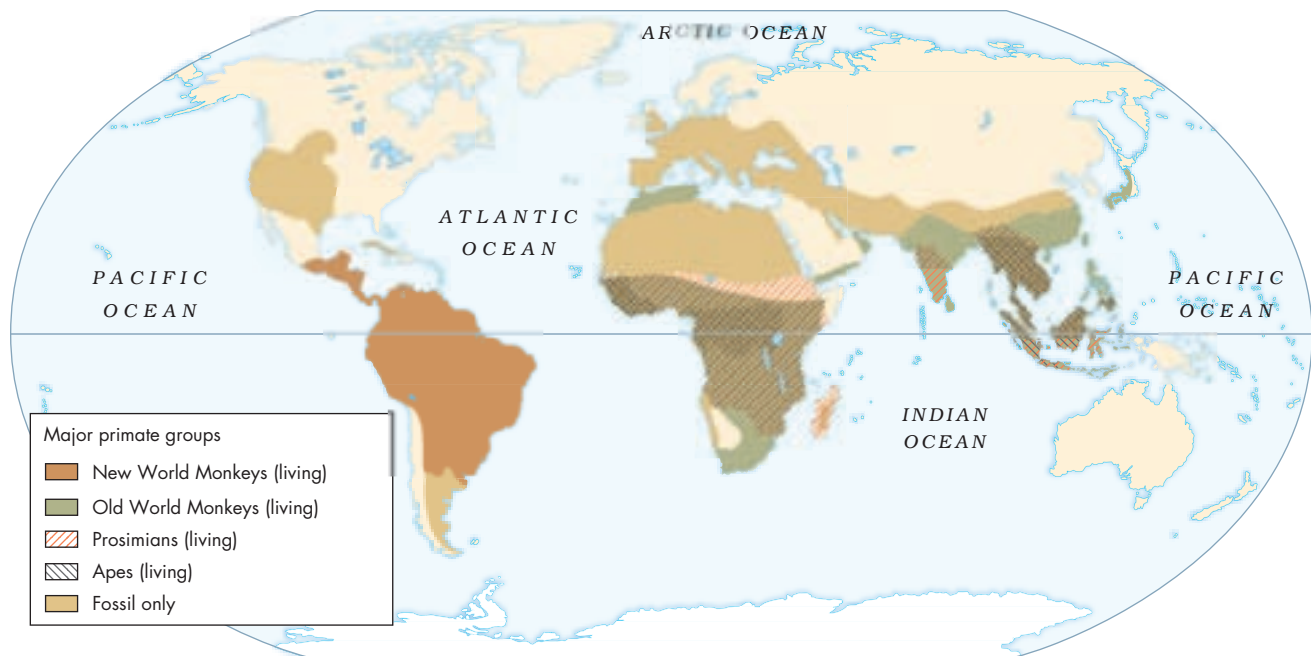 ARCTIC OCEAN
ATLANTIC
OCEAN
PACIFIC
OCEAN
PACIFIC
OCEAN
INDIAN
OCEAN
Major primate groups
New World Monkeys (living)
Old World Monkeys (living)
Prosimians (living)
Apes (living)
Fossil only